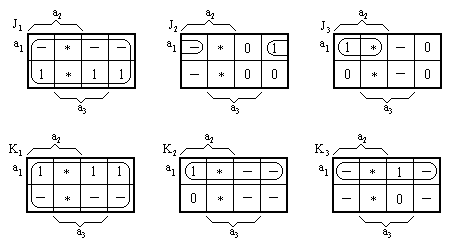 J1 a2 J2 a2 J3 a2
a1 – * – – a1 – * 0 1 a1 1 * – 0
1 * 1 1 – * 0 0 0 * – 0
a3 a3 a3
K1 a2 K2 a2 K3 a2
a1 1 * 1 1 a1 1 * – – a1 – * 1 –
– * – – 0 * – – – * 0 –
a3 a3 a3